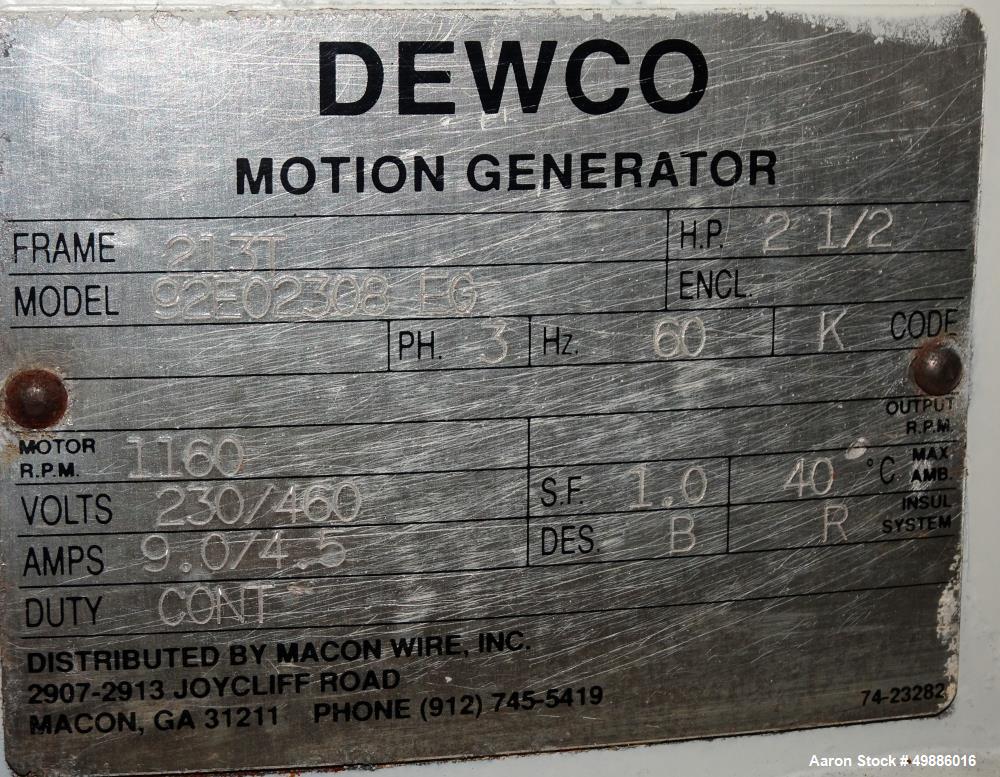 DEWCO
MOTION GENERATOR
FRAME 213T H.P. 2 1/2
MODEL 92E02308 EG ENCL.
PH. 3 Hz. 60 K CODE
OUTPUT
R.P.M.
MOTOR
R.P.M. 1160
VOLTS 230/460 S.F. 1.0 40 °C MAX. AMB.
AMPS 9.0/4.5 DES. B R INSUL SYSTEM
DUTY CONT
DISTRIBUTED BY MACON WIRE, INC.
2907-2913 JOYCLIFF ROAD
MACON, GA 31211 PHONE (912) 745-5419
74-23282
Aaron Stock # 49886016